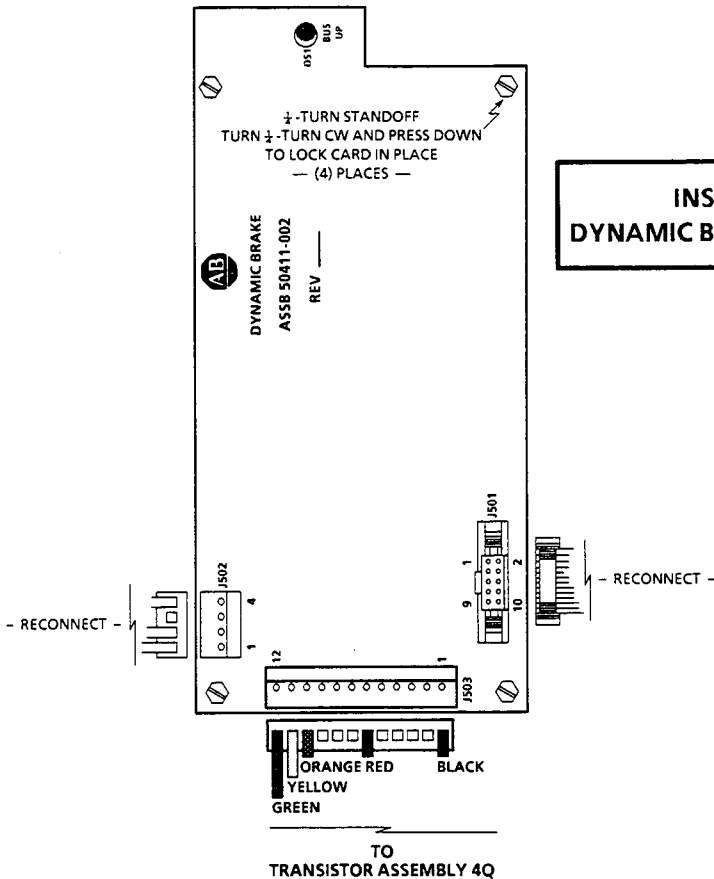 DS1
BUS
UP
¼-TURN STANDOFF
TURN ¼-TURN CW AND PRESS DOWN
TO LOCK CARD IN PLACE
— (4) PLACES —
INS
DYNAMIC B
AB
DYNAMIC BRAKE
ASSB 50411-002
REV ____
J501
1
2
9
10
- RECONNECT -
J502
4
1
- RECONNECT -
12
1
J503
ORANGE RED
BLACK
YELLOW
GREEN
TO
TRANSISTOR ASSEMBLY 4Q